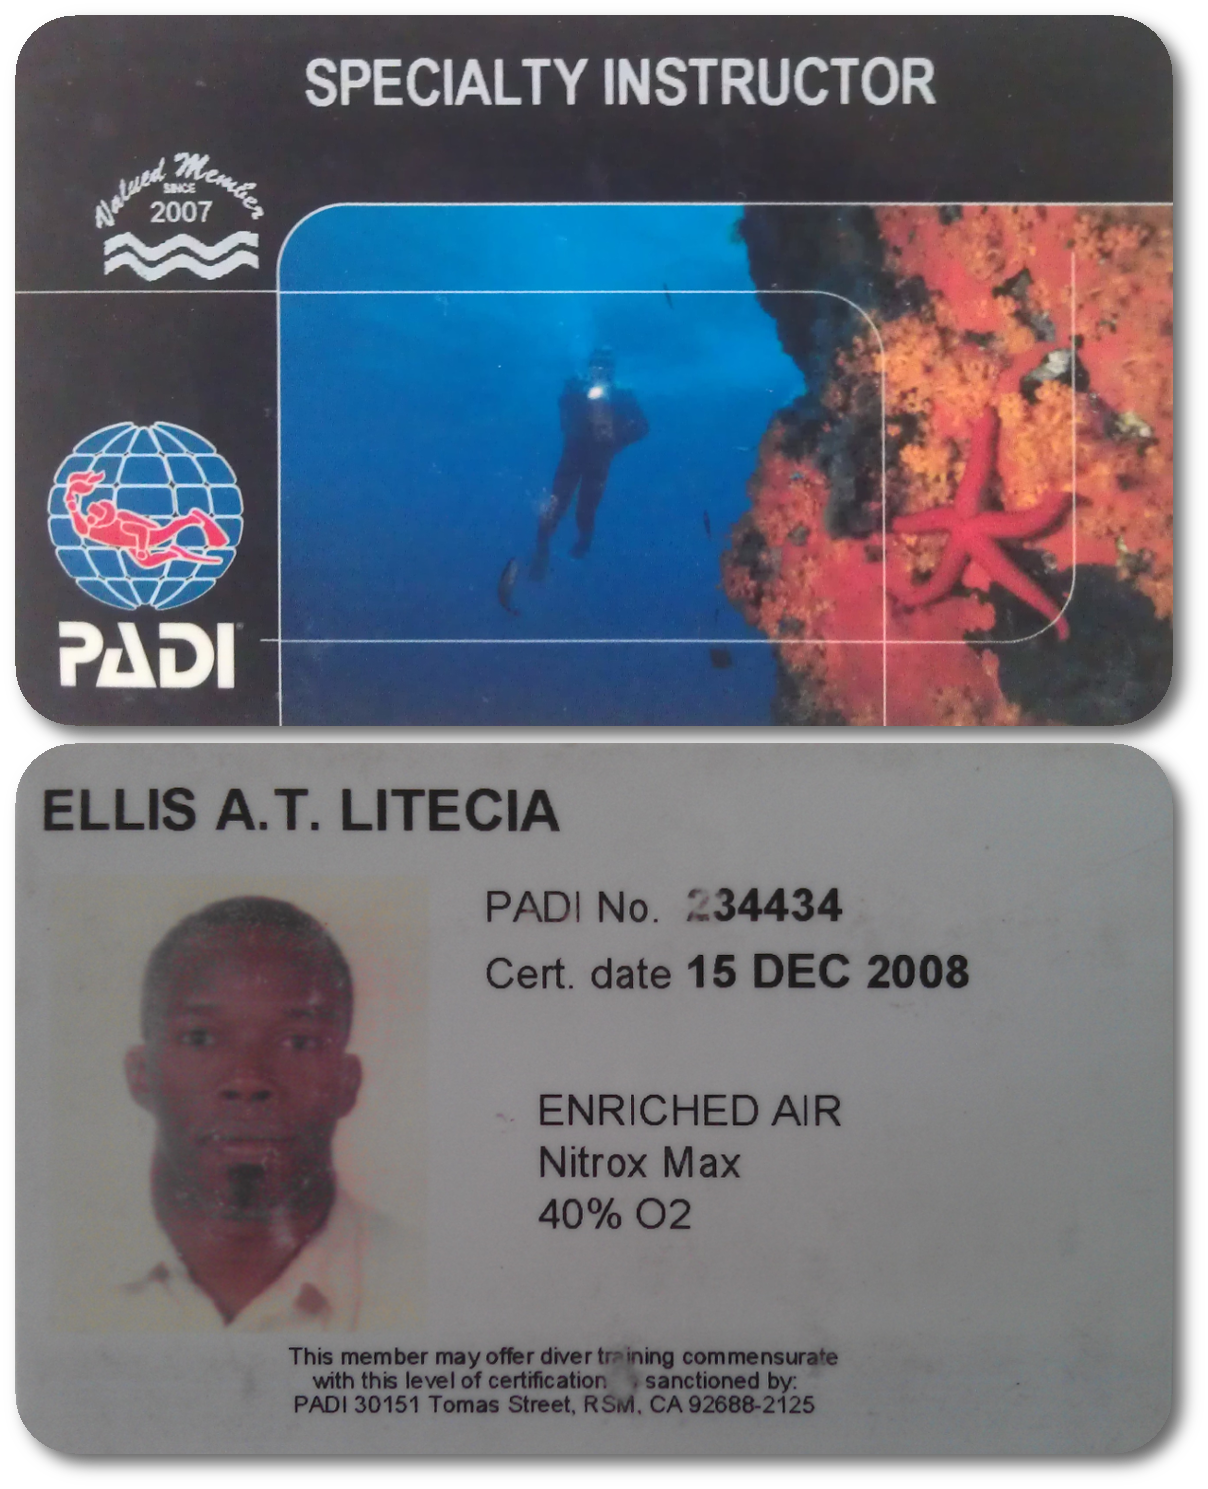 SPECIALTY INSTRUCTOR
Valued Member
SINCE
2007
PADI
ELLIS A.T. LITECIA
PADI No. 234434
Cert. date 15 DEC 2008
ENRICHED AIR
Nitrox Max
40% O2
This member may offer diver training commensurate
with this level of certification sanctioned by:
PADI 30151 Tomas Street, RSM, CA 92688-2125